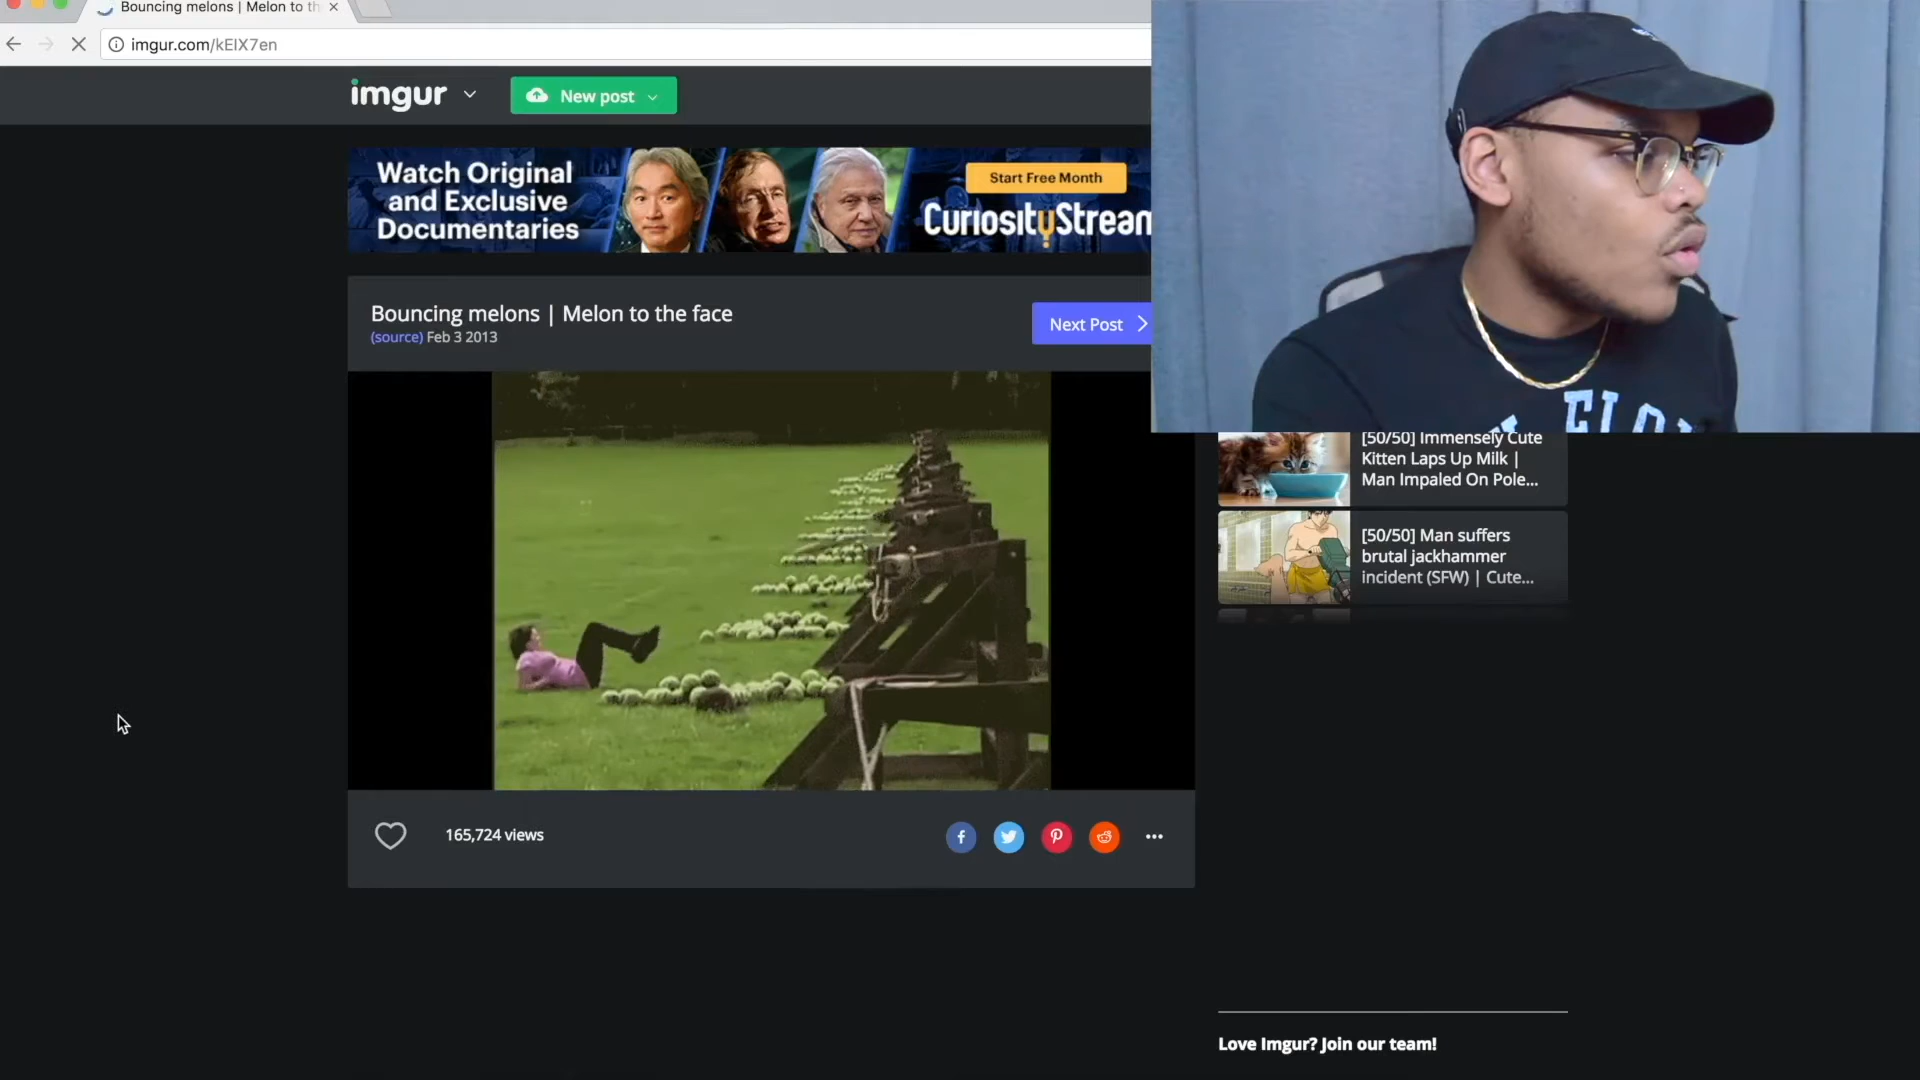 Bouncing melons | Melon to th
imgur.com/kEIX7en
imgur
New post
Watch Original
and Exclusive
Documentaries
Start Free Month
CuriosityStream
Bouncing melons | Melon to the face
(source) Feb 3 2013
Next Post
[50/50] Immensely Cute
Kitten Laps Up Milk |
Man Impaled On Pole...
[50/50] Man suffers
brutal jackhammer
incident (SFW) | Cute...
165,724 views
Love Imgur? Join our team!